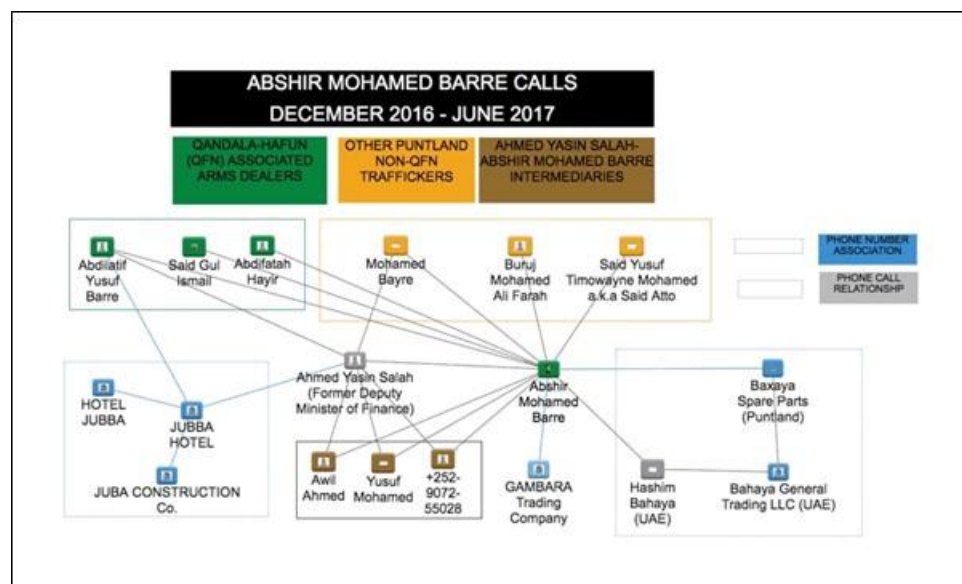 ABSHIR MOHAMED BARRE CALLS
DECEMBER 2016 - JUNE 2017
QANDALA-HAFUN
(QFN) ASSOCIATED
ARMS DEALERS
OTHER PUNTLAND
NON-QFN
TRAFFICKERS
AHMED YASIN SALAH-
ABSHIR MOHAMED BARRE
INTERMEDIARIES
PHONE NUMBER
ASSOCIATION
PHONE CALL
RELATIONSHP
Abdilatif
Yusuf
Barre
Said Gul
Ismail
Abdifatah
Hayir
Mohamed
Bayre
Buruj
Mohamed
Ali Farah
Said Yusuf
Timowayne Mohamed
a.k.a Said Atto
Ahmed Yasin Salah
(Former Deputy
Minister of Finance)
Abshir
Mohamed
Barre
Baxaya
Spare Parts
(Puntland)
HOTEL
JUBBA
JUBBA
HOTEL
JUBA CONSTRUCTION
Co.
Awil
Ahmed
Yusuf
Mohamed
+252-
9072-
55028
GAMBARA
Trading
Company
Hashim
Bahaya
(UAE)
Bahaya General
Trading LLC (UAE)